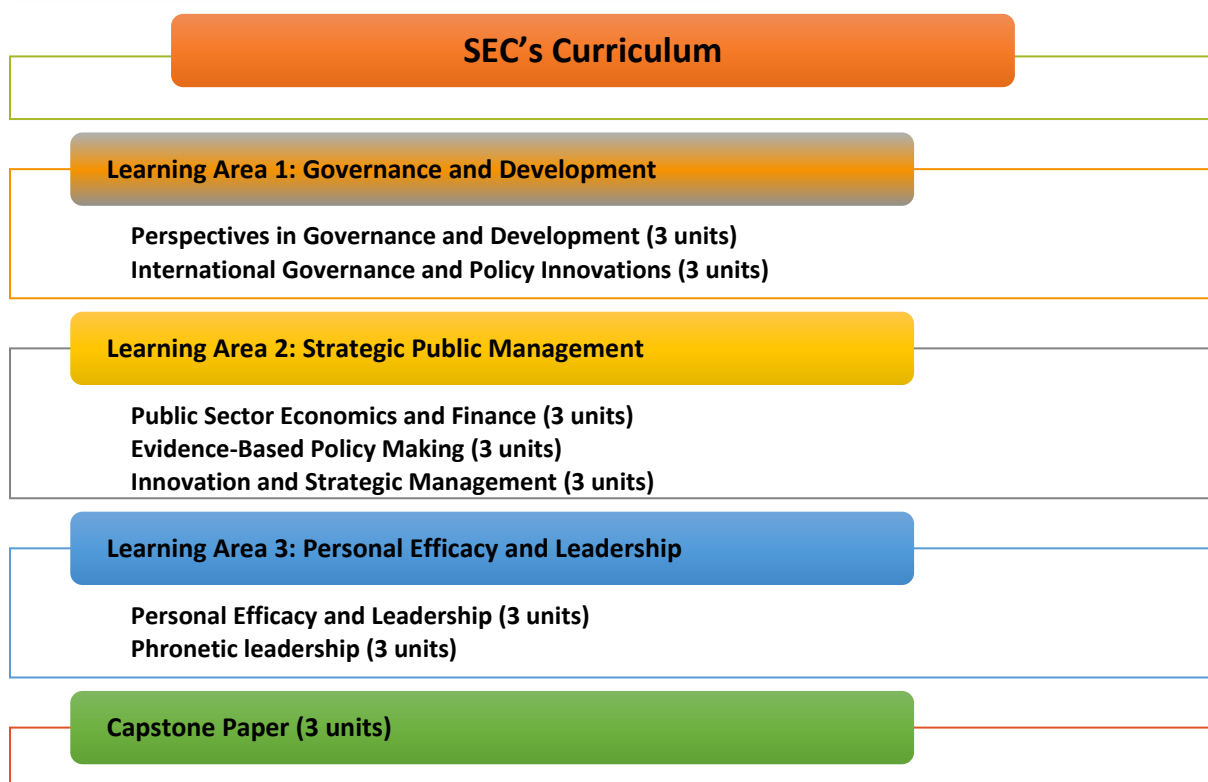 SEC’s Curriculum
Learning Area 1: Governance and Development
Perspectives in Governance and Development (3 units)
International Governance and Policy Innovations (3 units)
Learning Area 2: Strategic Public Management
Public Sector Economics and Finance (3 units)
Evidence-Based Policy Making (3 units)
Innovation and Strategic Management (3 units)
Learning Area 3: Personal Efficacy and Leadership
Personal Efficacy and Leadership (3 units)
Phronetic leadership (3 units)
Capstone Paper (3 units)